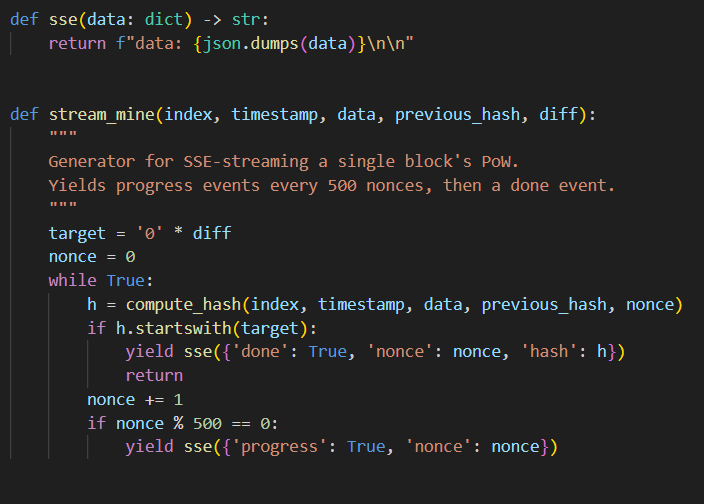 def sse(data: dict) -> str:
    return f"data: {json.dumps(data)}\n\n"


def stream_mine(index, timestamp, data, previous_hash, diff):
    """
    Generator for SSE-streaming a single block's PoW.
    Yields progress events every 500 nonces, then a done event.
    """
    target = '0' * diff
    nonce = 0
    while True:
        h = compute_hash(index, timestamp, data, previous_hash, nonce)
        if h.startswith(target):
            yield sse({'done': True, 'nonce': nonce, 'hash': h})
            return
        nonce += 1
        if nonce % 500 == 0:
            yield sse({'progress': True, 'nonce': nonce})